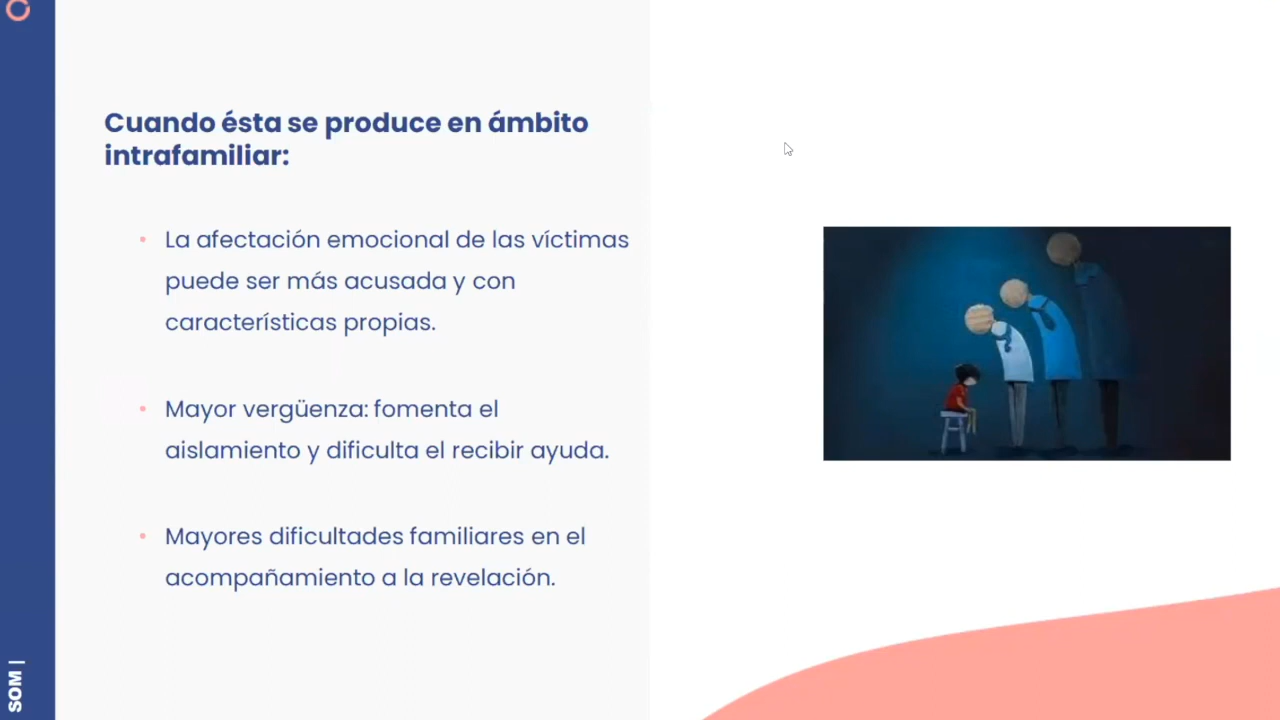 Cuando ésta se produce en ámbito
intrafamiliar:
La afectación emocional de las víctimas
puede ser más acusada y con
características propias.
Mayor vergüenza: fomenta el
aislamiento y dificulta el recibir ayuda.
Mayores dificultades familiares en el
acompañamiento a la revelación.
SOM |